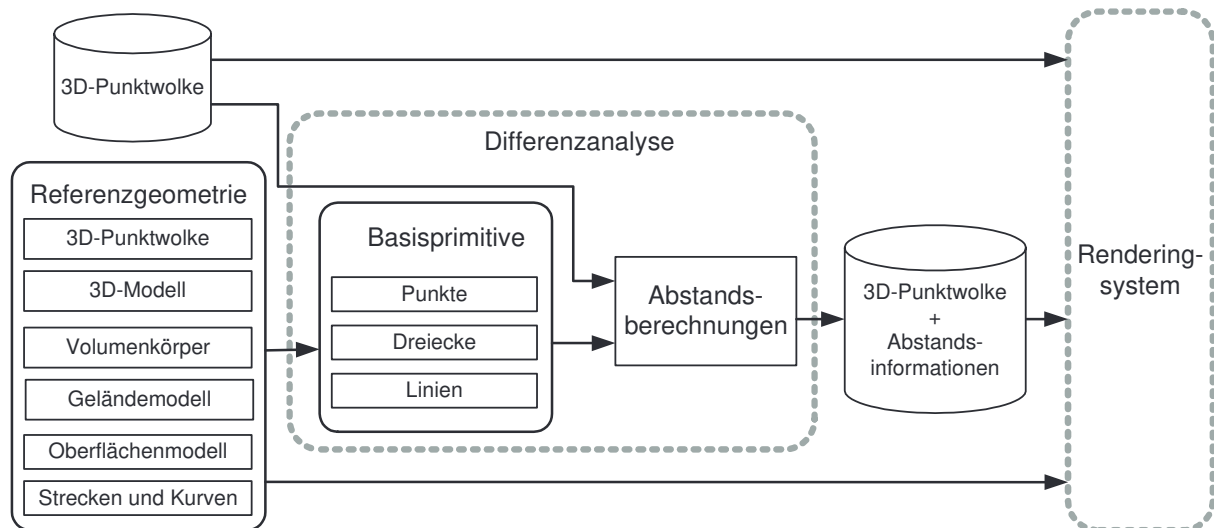 3D-Punktwolke
Referenzgeometrie
3D-Punktwolke
3D-Modell
Volumenkörper
Geländemodell
Oberflächenmodell
Strecken und Kurven
Differenzanalyse
Basisprimitive
Punkte
Dreiecke
Linien
Abstands-
berechnungen
3D-Punktwolke
+
Abstands-
informationen
Rendering-
system